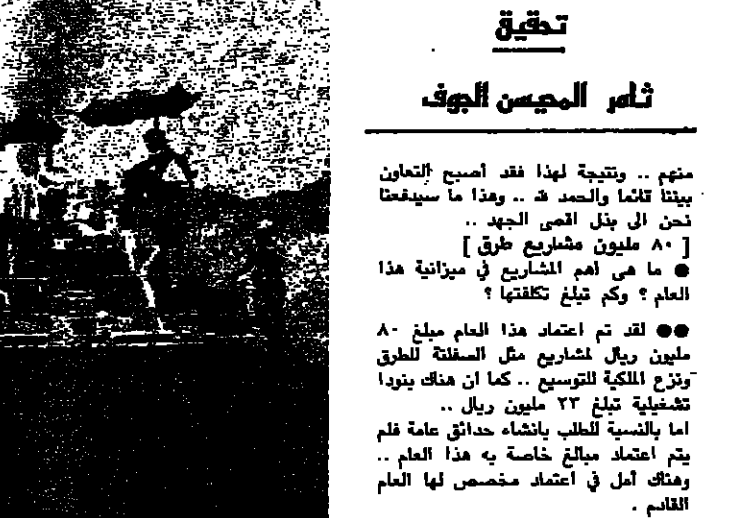 تحقيق
ثامر المحيسن الجوف
منهم .. ونتيجة لهذا فقد أصبح التعاون
بيننا قائما والحمد لله .. وهذا ما سيدفعنا
نحن الى بذل اقصى الجهد ..
[ ٨٠ مليون مشاريع طرق ]
● ما هى أهم المشاريع في ميزانية هذا
العام ؟ وكم تبلغ تكلفتها ؟
●● لقد تم اعتماد هذا العام مبلغ ٨٠
مليون ريال لمشاريع مثل السفلتة للطرق
ونزع الملكية للتوسيع .. كما ان هناك بنودا
تشغيلية تبلغ ٢٣ مليون ريال ..
اما بالنسبة للطلب بانشاء حدائق عامة فلم
يتم اعتماد مبالغ خاصة به هذا العام ..
وهناك أمل في اعتماد مخصص لها العام
القادم .